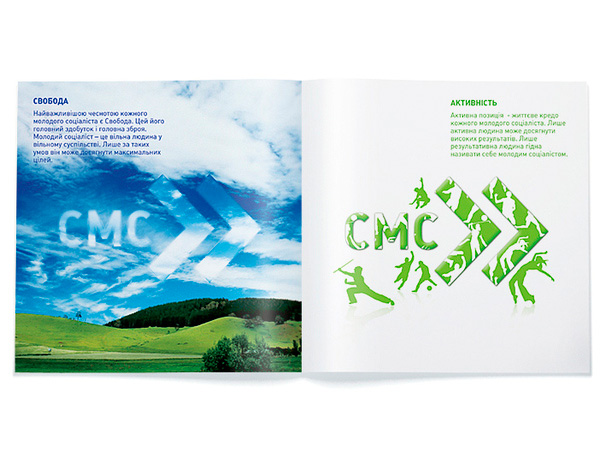 СВОБОДА
Найважливішою чеснотою кожного
молодого соціаліста є Свобода. Цей його
головний здобуток і головна зброя.
Молодий соціаліст – це вільна людина у
вільному суспільстві. Лише за таких
умов він може досягнути максимальних
цілей.
СМС
АКТИВНІСТЬ
Активна позиція - життєве кредо
кожного молодого соціаліста. Лише
активна людина може досягнути
високих результатів. Лише
результативна людина гідна
називати себе молодим соціалістом.
СМС